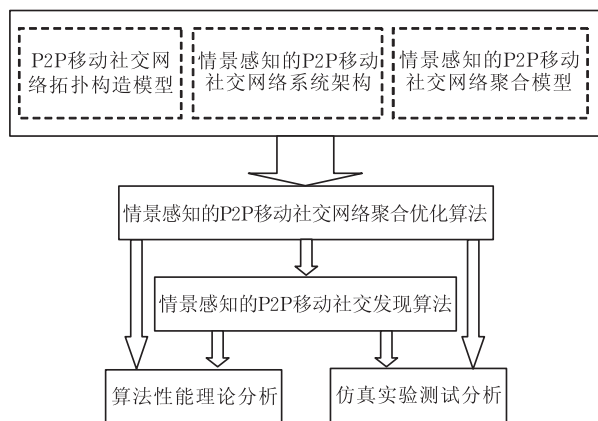 P2P移动社交网
络拓扑构造模型
情景感知的P2P移动
社交网络系统架构
情景感知的P2P移动
社交网络聚合模型
情景感知的P2P移动社交网络聚合优化算法
情景感知的P2P移动社交发现算法
算法性能理论分析
仿真实验测试分析